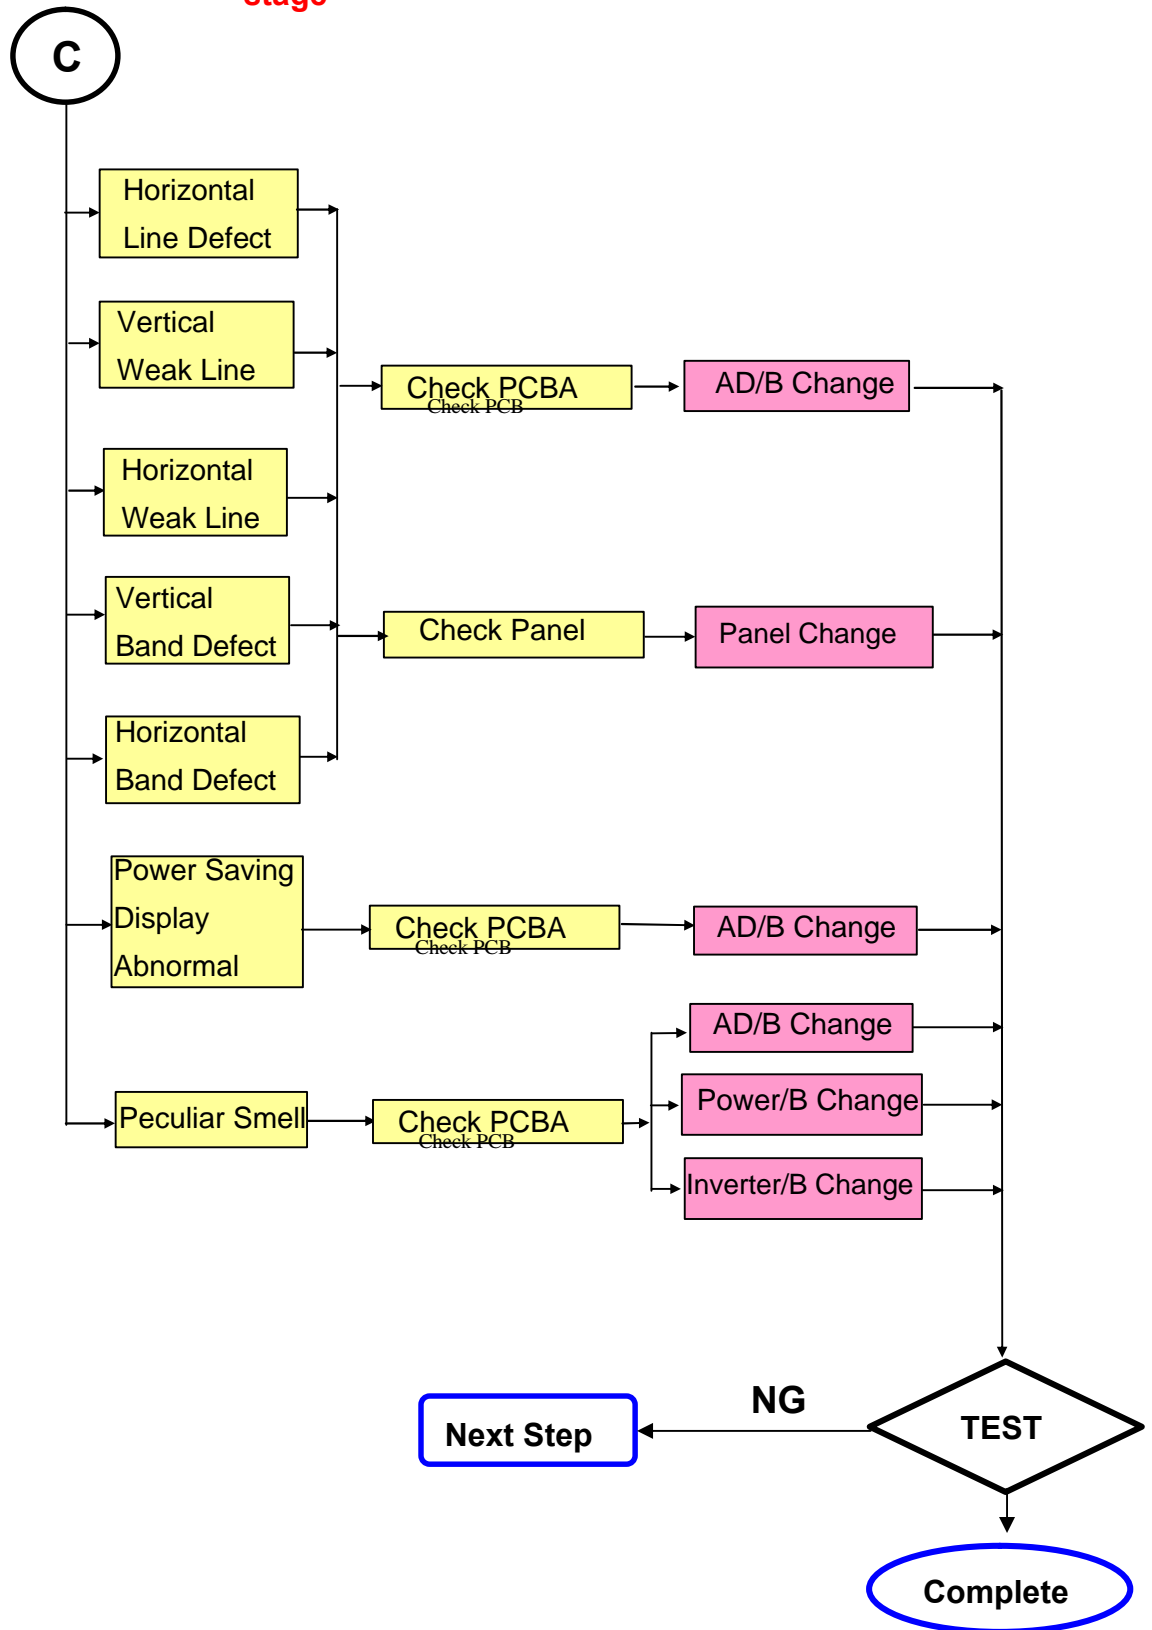 stage
C
Horizontal
Line Defect
Vertical
Weak Line
Check PCBA
Check PCB
AD/B Change
Horizontal
Weak Line
Vertical
Band Defect
Check Panel
Panel Change
Horizontal
Band Defect
Power Saving
Display
Abnormal
Check PCBA
Check PCB
AD/B Change
AD/B Change
Peculiar Smell
Check PCBA
Check PCB
Power/B Change
Inverter/B Change
NG
Next Step
TEST
Complete